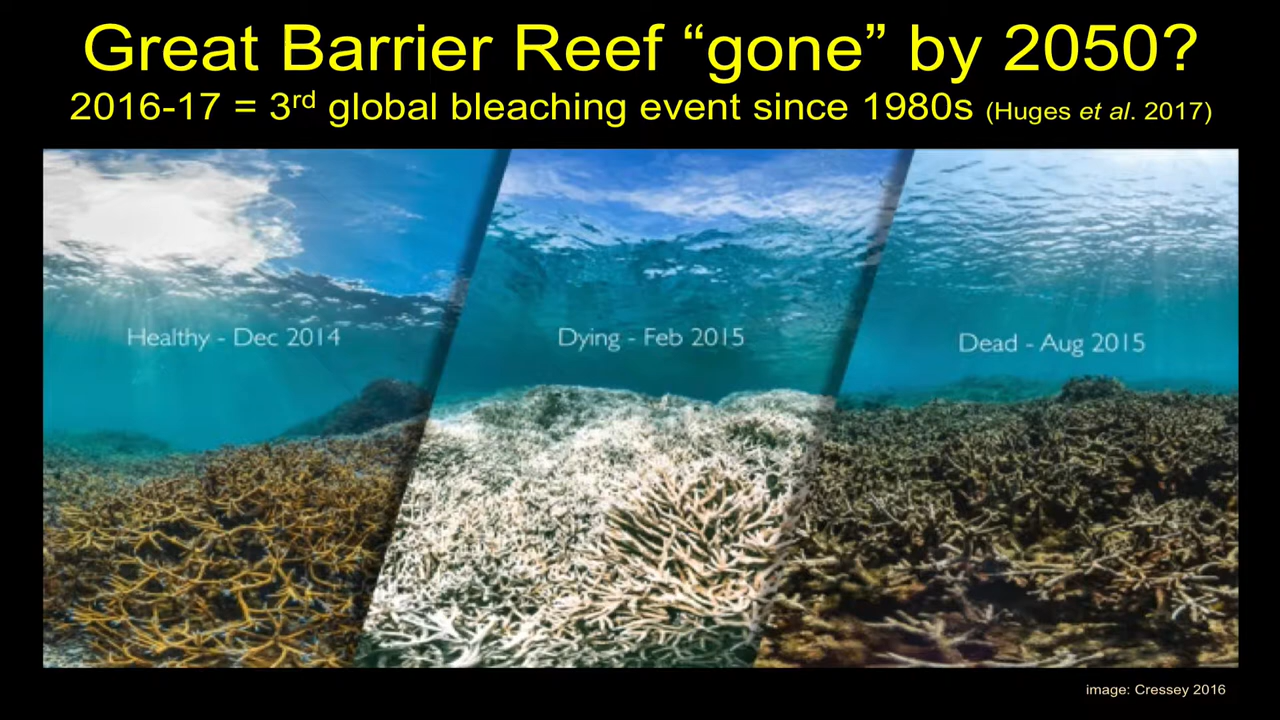 Great Barrier Reef “gone” by 2050?
2016-17 = 3rd global bleaching event since 1980s (Huges et al. 2017)
Healthy - Dec 2014
Dying - Feb 2015
Dead - Aug 2015
image: Cressey 2016